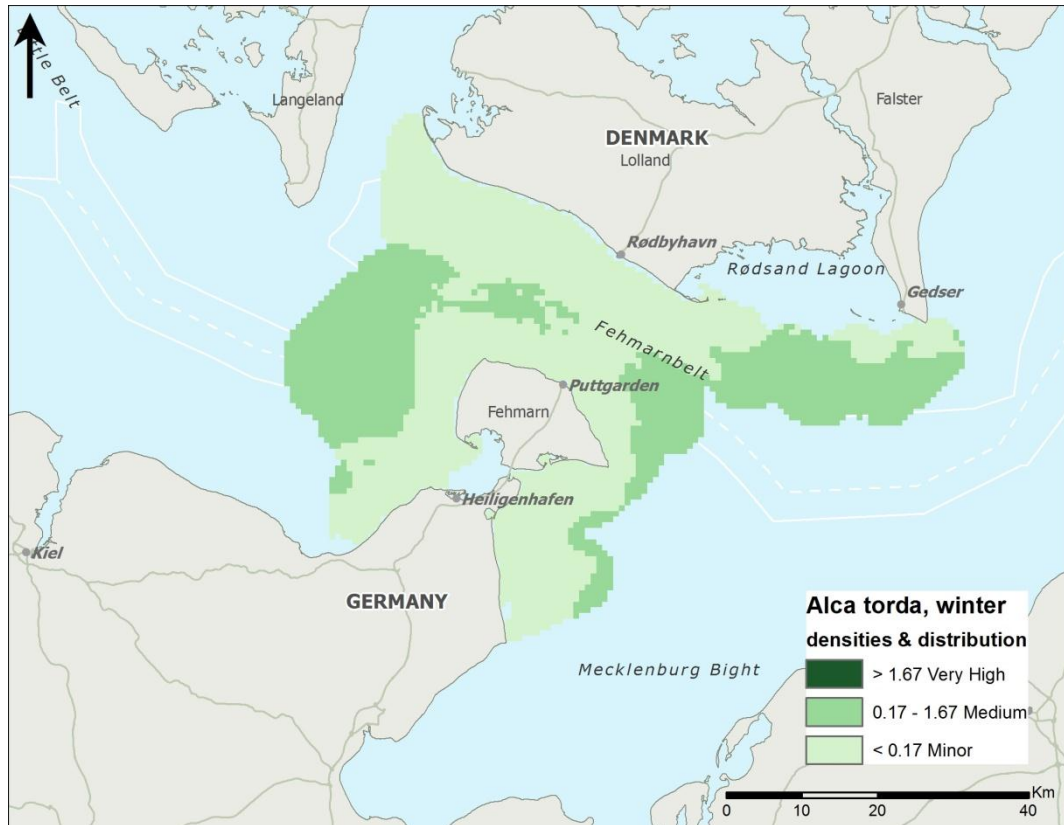 Little Belt
Langeland
Falster
DENMARK
Lolland
Rødbyhavn
Rødsand Lagoon
Gedser
Fehmarnbelt
Puttgarden
Fehmarn
Heiligenhafen
Kiel
GERMANY
Mecklenburg Bight
Alca torda, winter
densities & distribution
> 1.67 Very High
0.17 - 1.67 Medium
< 0.17 Minor
Km
0 10 20 40